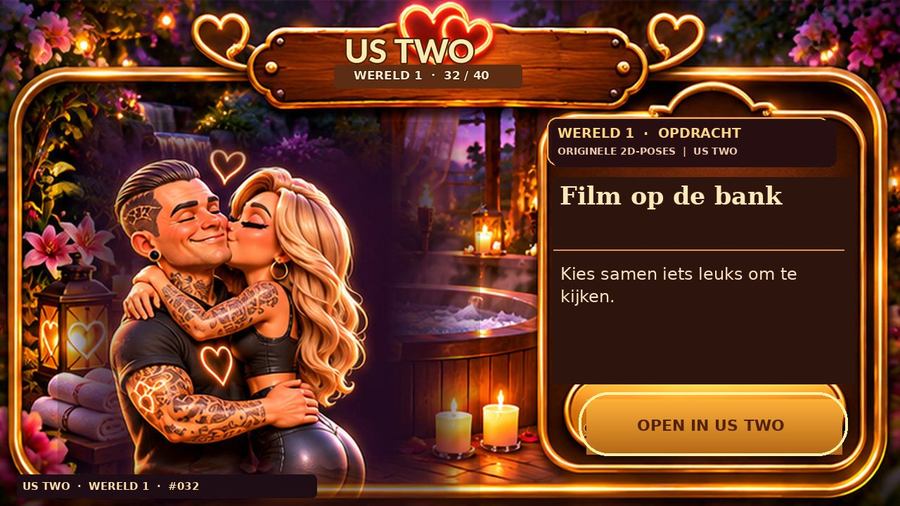 US TWO
WERELD 1 · 32 / 40
WERELD 1 · OPDRACHT
ORIGINELE 2D-POSES | US TWO
Film op de bank
Kies samen iets leuks om te
kijken.
OPEN IN US TWO
US TWO · WERELD 1 · #032